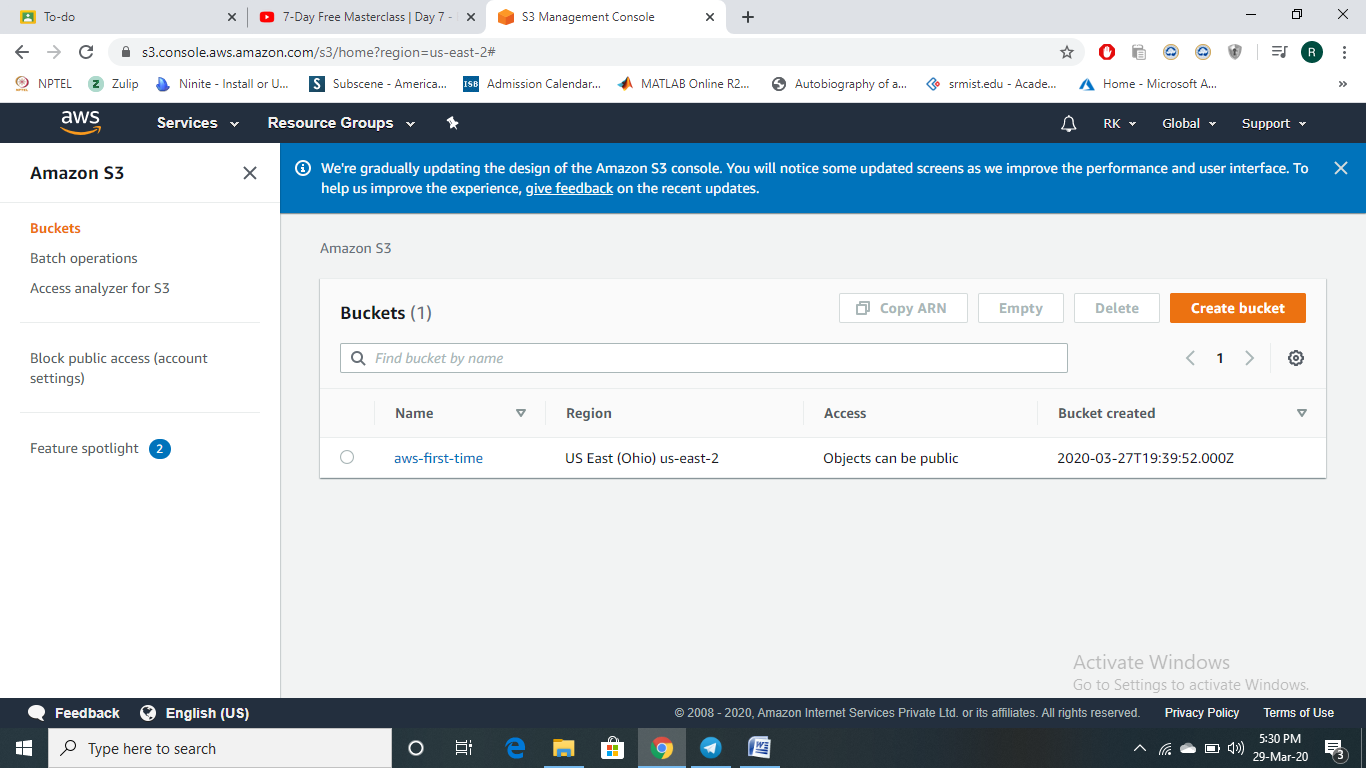 To-do
7-Day Free Masterclass | Day 7 -
S3 Management Console
s3.console.aws.amazon.com/s3/home?region=us-east-2#
R
NPTEL
Zulip
Ninite - Install or U...
Subscene - America...
ISB
Admission Calendar...
MATLAB Online R2...
Autobiography of a...
srmist.edu - Acade...
Home - Microsoft A...
aws
Services
Resource Groups
RK
Global
Support
Amazon S3
We're gradually updating the design of the Amazon S3 console. You will notice some updated screens as we improve the performance and user interface. To
help us improve the experience, give feedback on the recent updates.
Buckets
Batch operations
Access analyzer for S3
Block public access (account
settings)
Feature spotlight 2
Amazon S3
Buckets (1)
Copy ARN
Empty
Delete
Create bucket
Find bucket by name
1
Name
Region
Access
Bucket created
aws-first-time
US East (Ohio) us-east-2
Objects can be public
2020-03-27T19:39:52.000Z
Activate Windows
Go to Settings to activate Windows.
Feedback
English (US)
© 2008 - 2020, Amazon Internet Services Private Ltd. or its affiliates. All rights reserved.
Privacy Policy
Terms of Use
Type here to search
5:30 PM
29-Mar-20
3